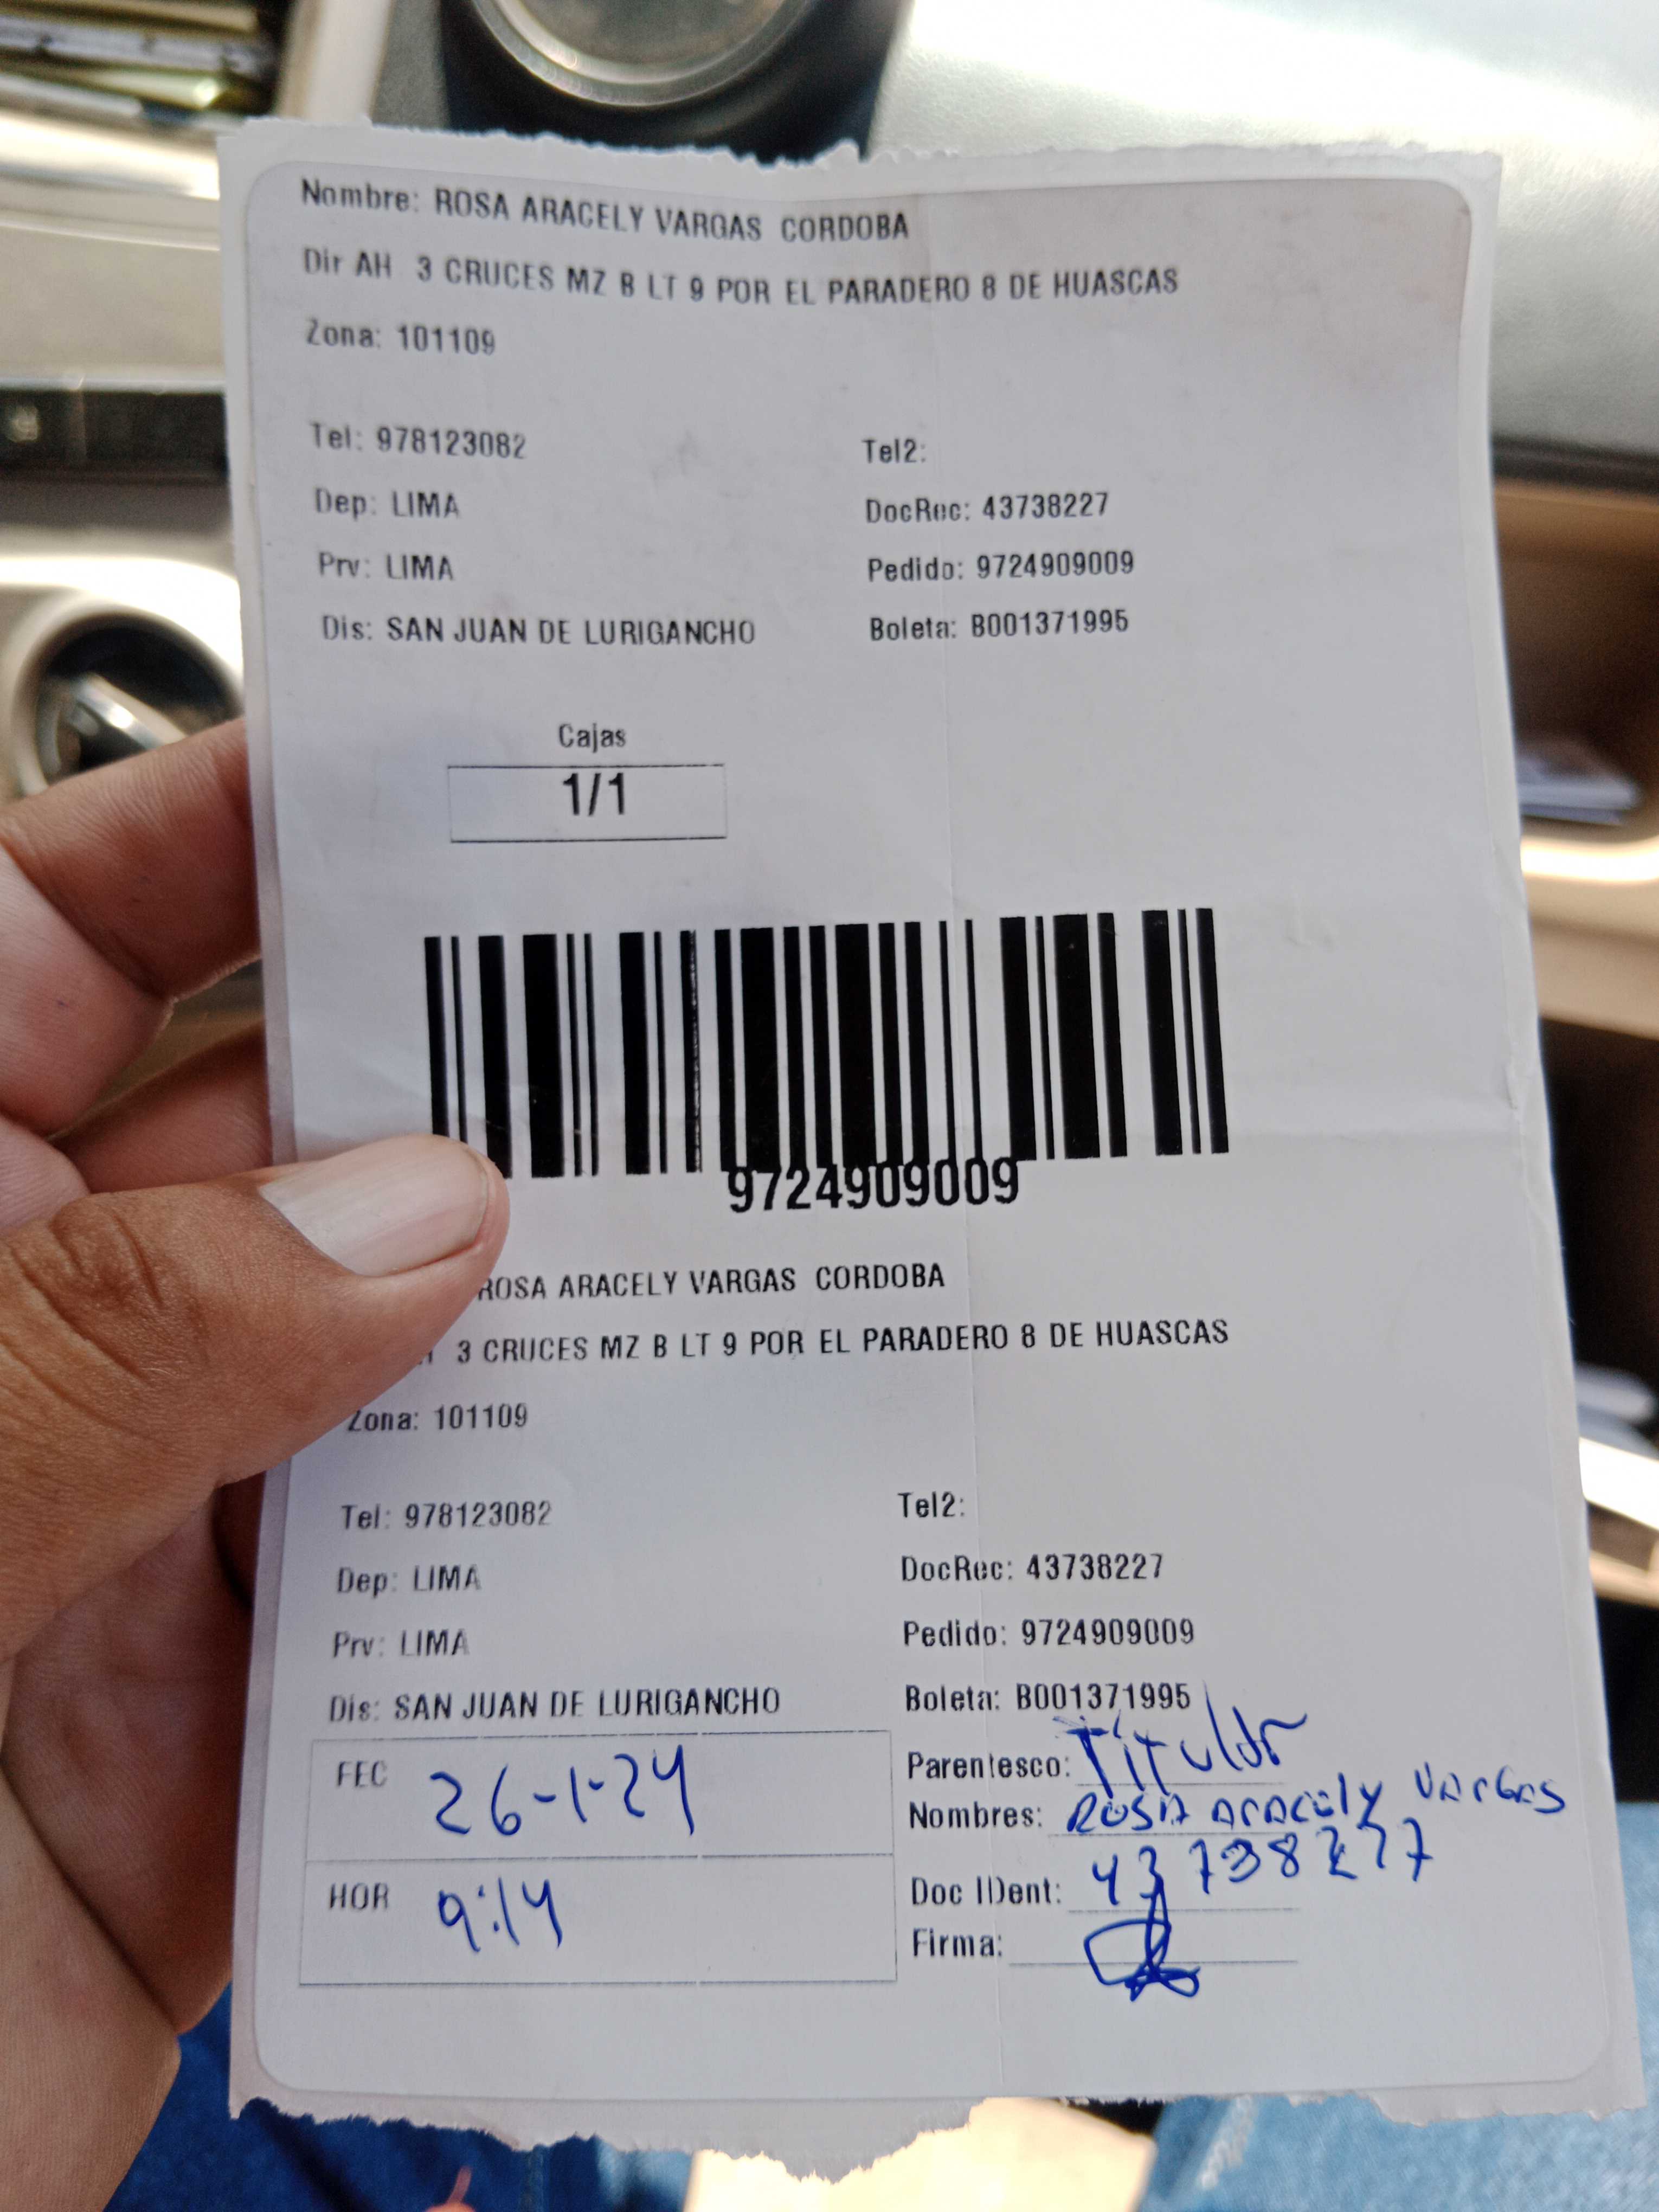 Nombre: ROSA ARACELY VARGAS CORDOBA
Dir AH 3 CRUCES MZ B LT 9 POR EL PARADERO 8 DE HUASCAS
Zona: 101109
Tel: 978123082 Tel2:
Dep: LIMA DocRec: 43738227
Prv: LIMA Pedido: 9724909009
Dis: SAN JUAN DE LURIGANCHO Boleta: B001371995
Cajas
1/1
9724909009
ROSA ARACELY VARGAS CORDOBA
3 CRUCES MZ B LT 9 POR EL PARADERO 8 DE HUASCAS
Zona: 101109
Tel: 978123082 Tel2:
Dep: LIMA DocRec: 43738227
Prv: LIMA Pedido: 9724909009
Dis: SAN JUAN DE LURIGANCHO Boleta: B001371995
FEC 26-1-24 Parentesco: Titular
Nombres: ROSA ARACELY VARGAS
HOR 9:14 Doc IDent: 43738227
Firma: